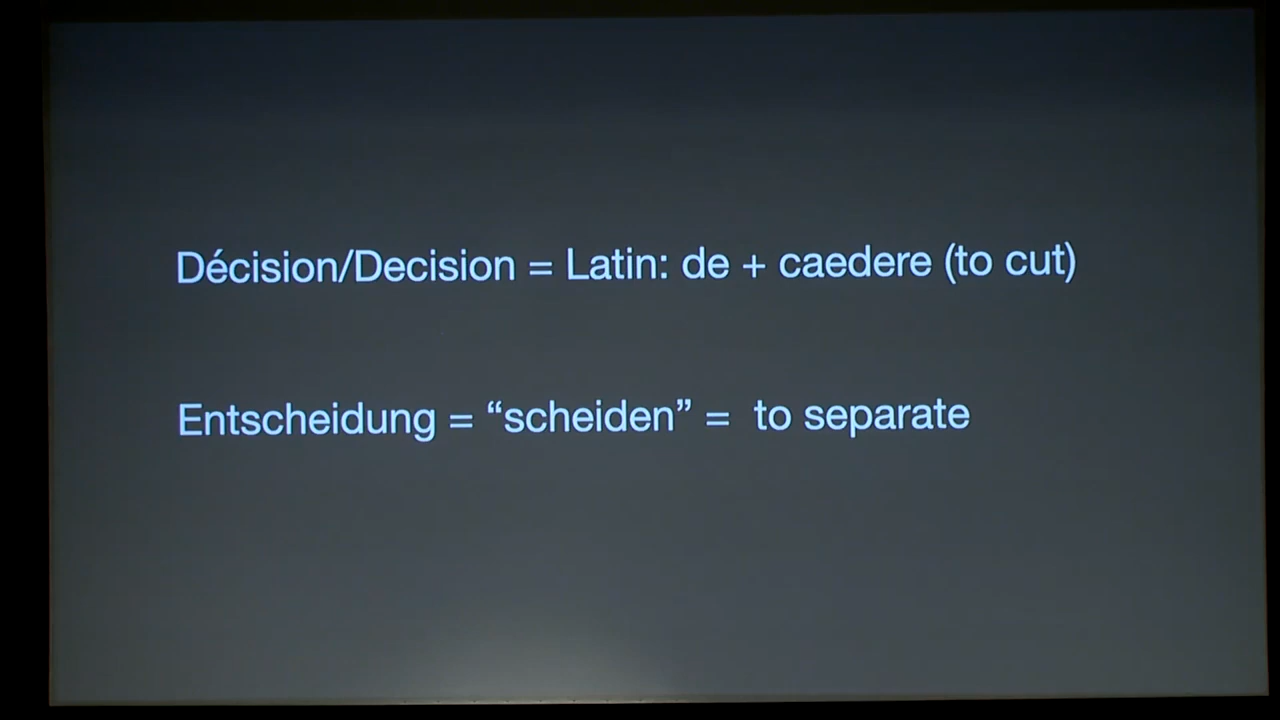 Décision/Decision = Latin: de + caedere (to cut)
Entscheidung = “scheiden” = to separate